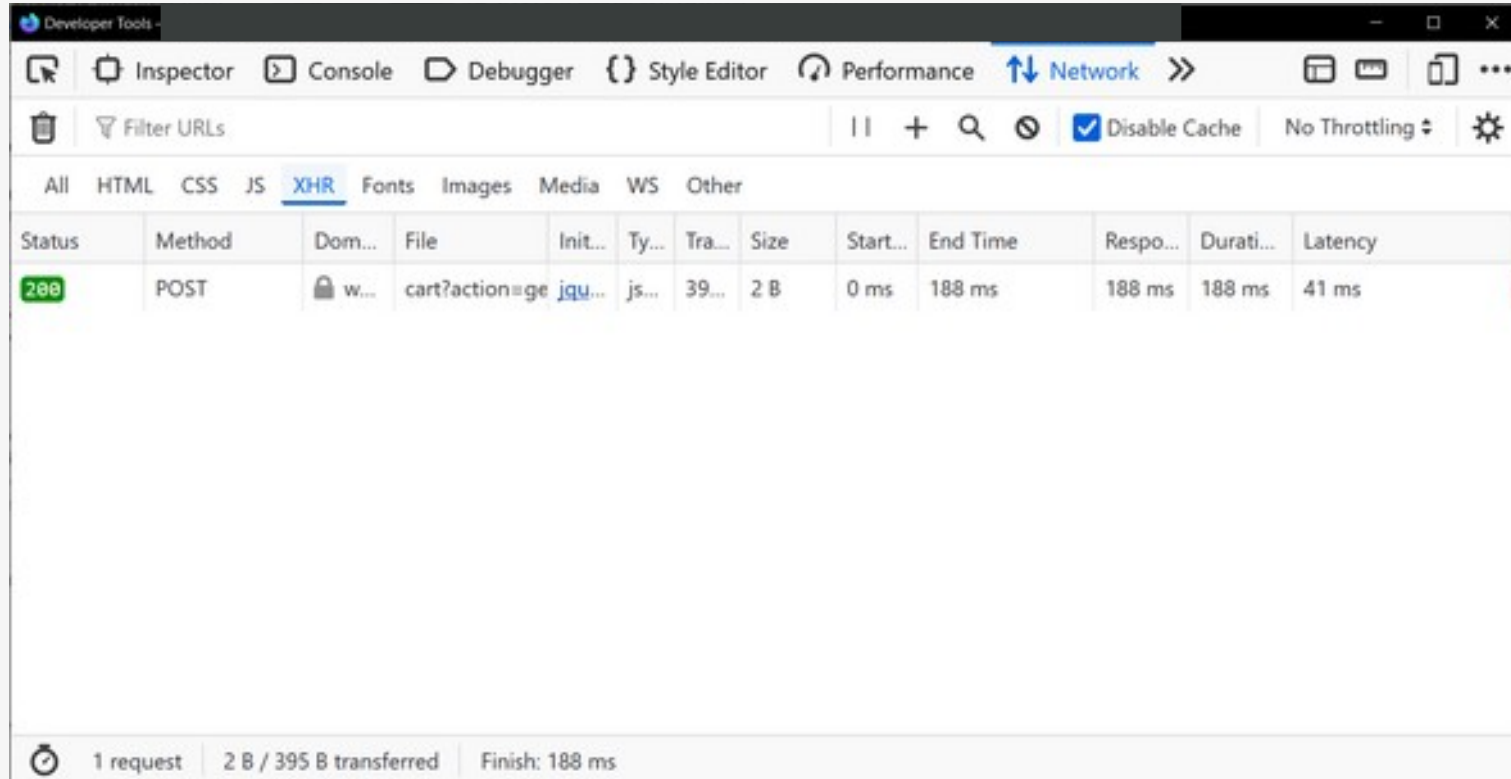 Developer Tools -
Inspector Console Debugger {} Style Editor Performance Network
Filter URLs Disable Cache No Throttling
All HTML CSS JS XHR Fonts Images Media WS Other
Status Method Dom... File Init... Ty... Tra... Size Start... End Time Respo... Durati... Latency
200 POST w... cart?action=ge jqu... js... 39... 2 B 0 ms 188 ms 188 ms 188 ms 41 ms
1 request 2 B / 395 B transferred Finish: 188 ms